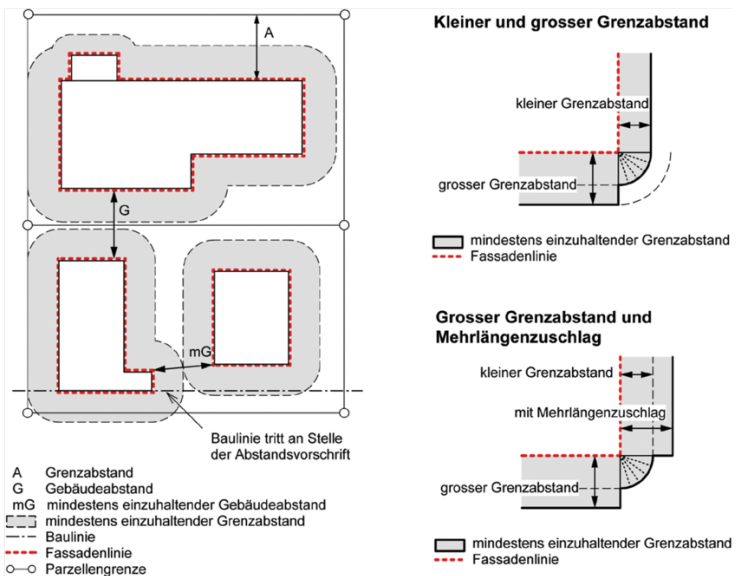 A
G
mG
Baulinie tritt an Stelle
der Abstandsvorschrift
A Grenzabstand
G Gebäudeabstand
mG mindestens einzuhaltender Gebäudeabstand
mindestens einzuhaltender Grenzabstand
Baulinie
Fassadenlinie
Parzellengrenze
Kleiner und grosser Grenzabstand
kleiner Grenzabstand
grosser Grenzabstand
mindestens einzuhaltender Grenzabstand
Fassadenlinie
Grosser Grenzabstand und
Mehrlängenzuschlag
kleiner Grenzabstand
mit Mehrlängenzuschlag
grosser Grenzabstand
mindestens einzuhaltender Grenzabstand
Fassadenlinie